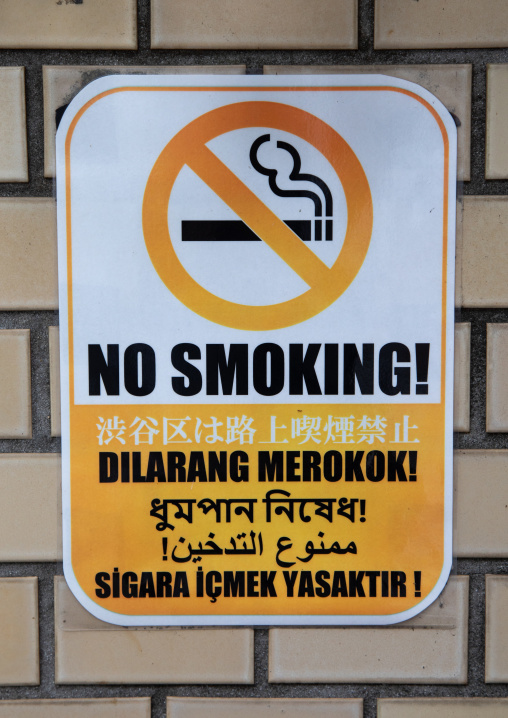 NO SMOKING!
渋谷区は路上喫煙禁止
DILARANG MEROKOK!
ধুমপান নিষেধ!
ممنوع التدخين!
SİGARA İÇMEK YASAKTIR !